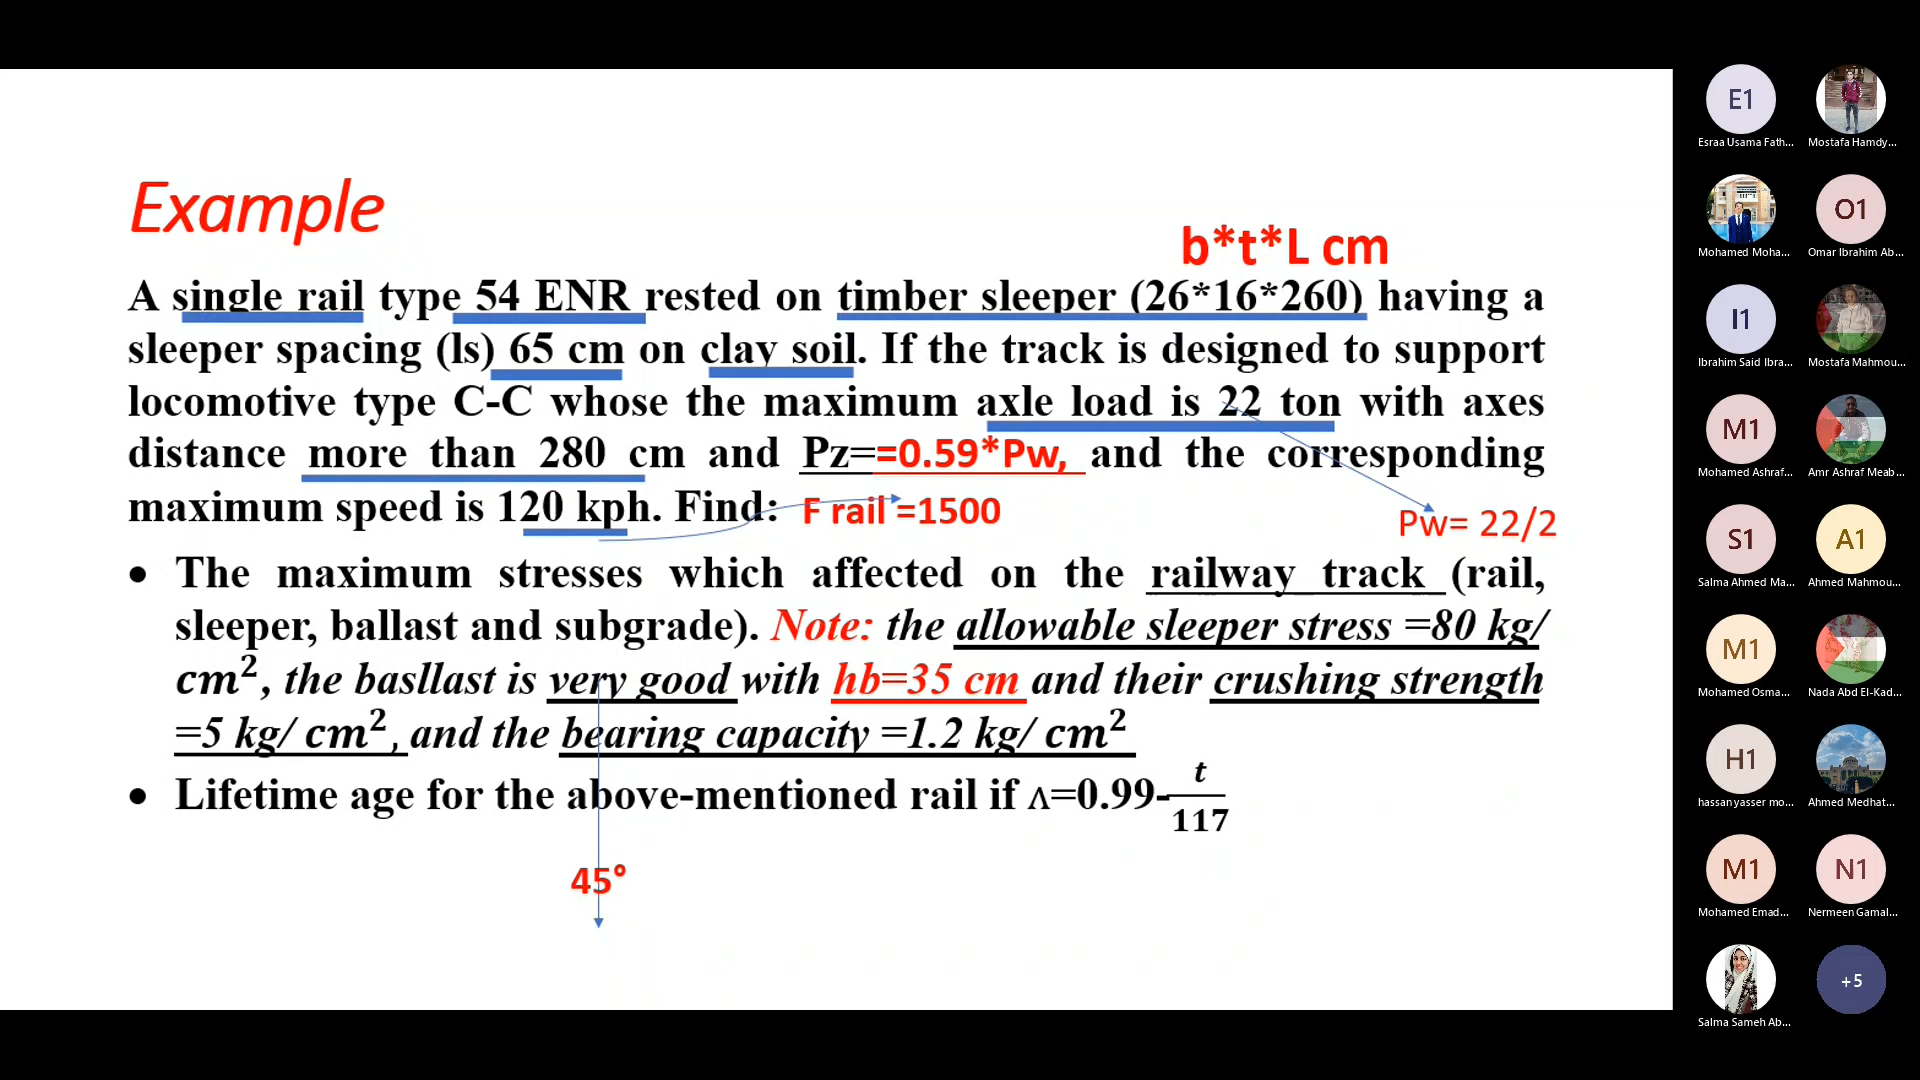 Example
b*t*L cm
A single rail type 54 ENR rested on timber sleeper (26*16*260) having a
sleeper spacing (ls) 65 cm on clay soil. If the track is designed to support
locomotive type C-C whose the maximum axle load is 22 ton with axes
distance more than 280 cm and Pz==0.59*Pw, and the corresponding
maximum speed is 120 kph. Find: F rail =1500
Pw= 22/2
• The maximum stresses which affected on the railway track (rail,
sleeper, ballast and subgrade). Note: the allowable sleeper stress =80 kg/
cm², the basllast is very good with hb=35 cm and their crushing strength
=5 kg/ cm², and the bearing capacity =1.2 kg/ cm²
• Lifetime age for the above-mentioned rail if ʌ=0.99-t/117
45°
E1
Esraa Usama Fath...
Mostafa Hamdy...
Mohamed Moha...
O1
Omar Ibrahim Ab...
I1
Ibrahim Said Ibra...
Mostafa Mahmou...
M1
Mohamed Ashraf...
Amr Ashraf Meab...
S1
Salma Ahmed Ma...
A1
Ahmed Mahmou...
M1
Mohamed Osma...
Nada Abd El-Kad...
H1
hassan yasser mo...
Ahmed Medhat...
M1
Mohamed Emad...
N1
Nermeen Gamal...
Salma Sameh Ab...
+5